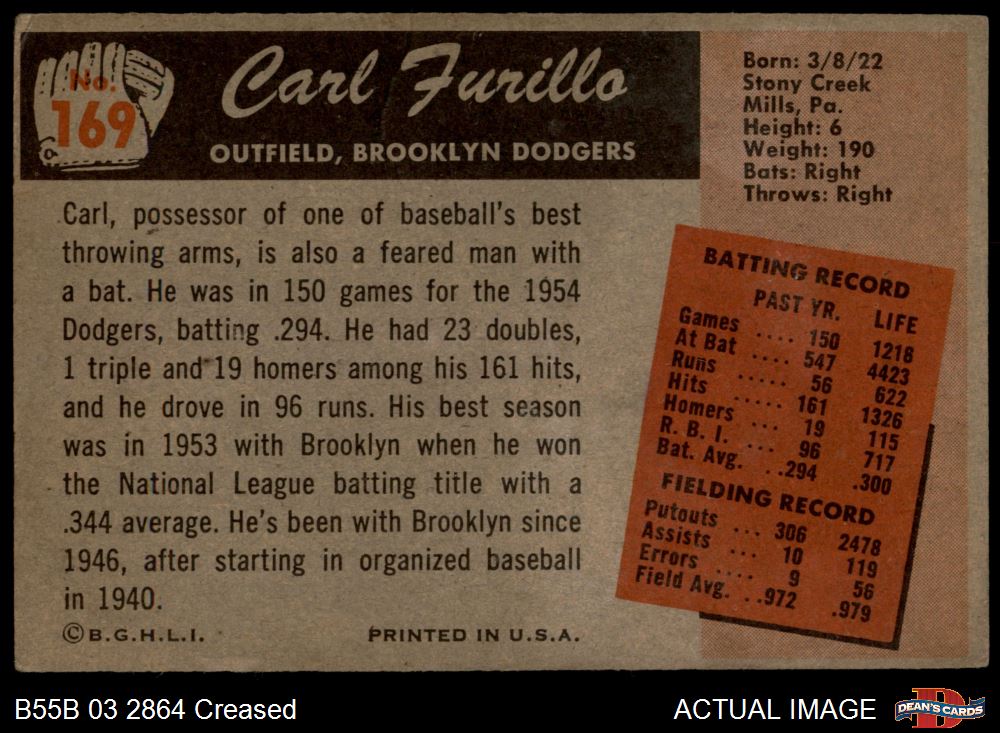 No.
169
Carl Furillo
OUTFIELD, BROOKLYN DODGERS
Born: 3/8/22
Stony Creek
Mills, Pa.
Height: 6
Weight: 190
Bats: Right
Throws: Right
Carl, possessor of one of baseball's best
throwing arms, is also a feared man with
a bat. He was in 150 games for the 1954
Dodgers, batting .294. He had 23 doubles,
1 triple and 19 homers among his 161 hits,
and he drove in 96 runs. His best season
was in 1953 with Brooklyn when he won
the National League batting title with a
.344 average. He's been with Brooklyn since
1946, after starting in organized baseball
in 1940.
©B.G.H.L.I. PRINTED IN U.S.A.
BATTING RECORD
PAST YR. LIFE
Games .... 150 1218
At Bat .... 547 4423
Runs ..... 56 622
Hits ..... 161 1326
Homers ... 19 115
R. B. I. ... 96 717
Bat. Avg. ..294 .300
FIELDING RECORD
Putouts ... 306 2478
Assists ... 10 119
Errors .... 9 56
Field Avg. ..972 .979
B55B 03 2864 Creased ACTUAL IMAGE
D
DEAN'S CARDS